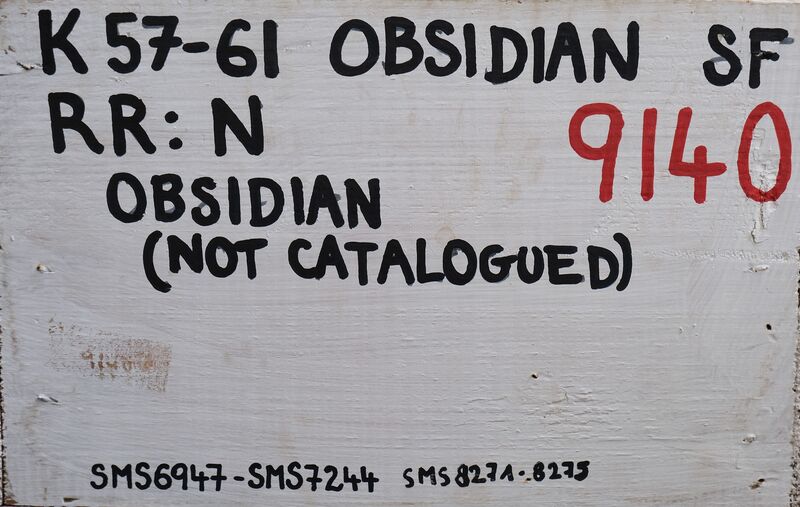 K 57-61 OBSIDIAN SF
RR: N 9140
OBSIDIAN
(NOT CATALOGUED)
SMS6947-SMS7244 SMS8271-8275